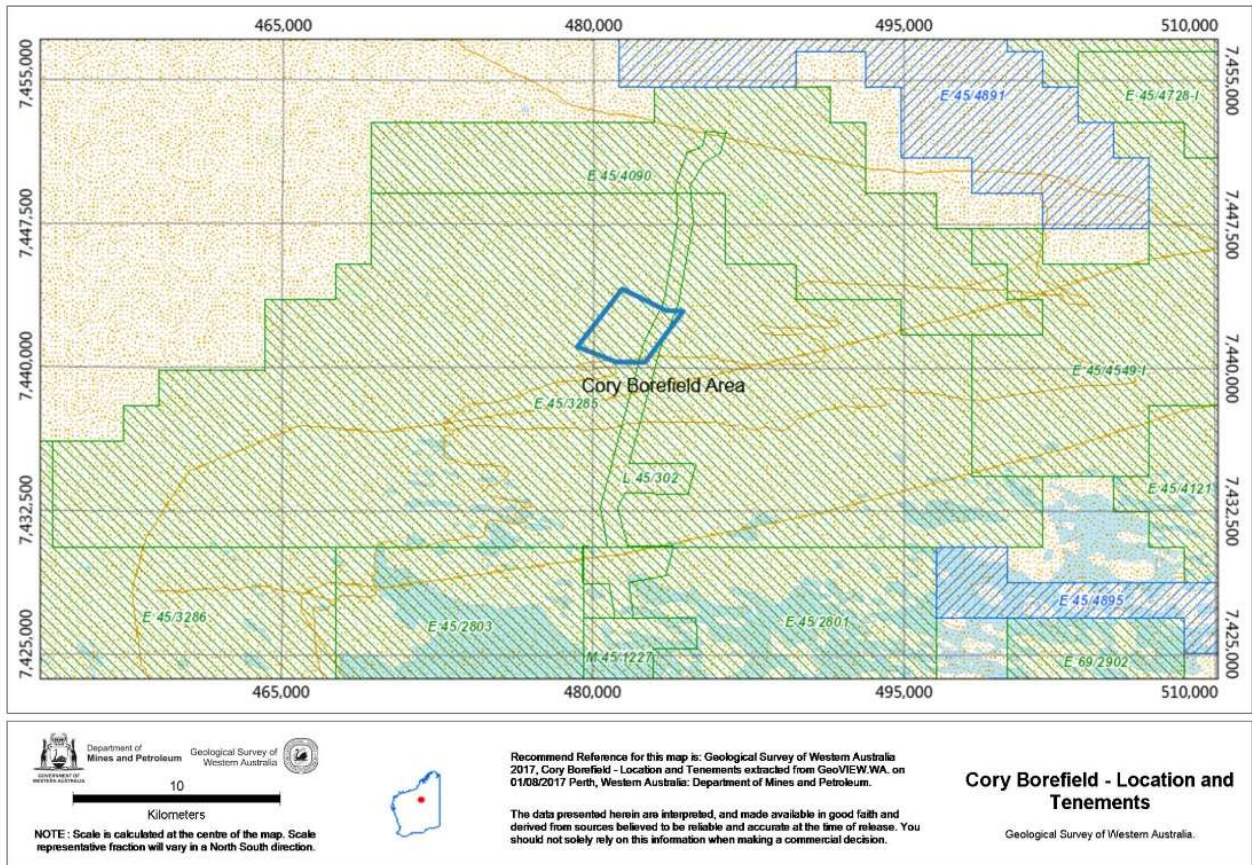 465,000
480,000
495,000
510,000
7,455,000
7,455,000
E 45/4891
E 45/4728-I
E 45/4090
7,447,500
7,447,500
7,440,000
7,440,000
Cory Borefield Area
E 45/4549-I
E 45/3285
L 45/302
E 45/4121
7,432,500
7,432,500
E 45/3286
E 45/2803
E 45/2801
E 45/4895
7,425,000
7,425,000
M 45/1227
E 69/2902
465,000
480,000
495,000
510,000
GOVERNMENT OF
WESTERN AUSTRALIA
Department of
Mines and Petroleum
Geological Survey of
Western Australia
10
Kilometers
NOTE : Scale is calculated at the centre of the map. Scale
representative fraction will vary in a North South direction.
Recommend Reference for this map is: Geological Survey of Western Australia
2017, Cory Borefield - Location and Tenements extracted from GeoVIEW.WA. on
01/08/2017 Perth, Western Australia: Department of Mines and Petroleum.
The data presented herein are interpreted, and made available in good faith and
derived from sources believed to be reliable and accurate at the time of release. You
should not solely rely on this information when making a commercial decision.
Cory Borefield - Location and
Tenements
Geological Survey of Western Australia.